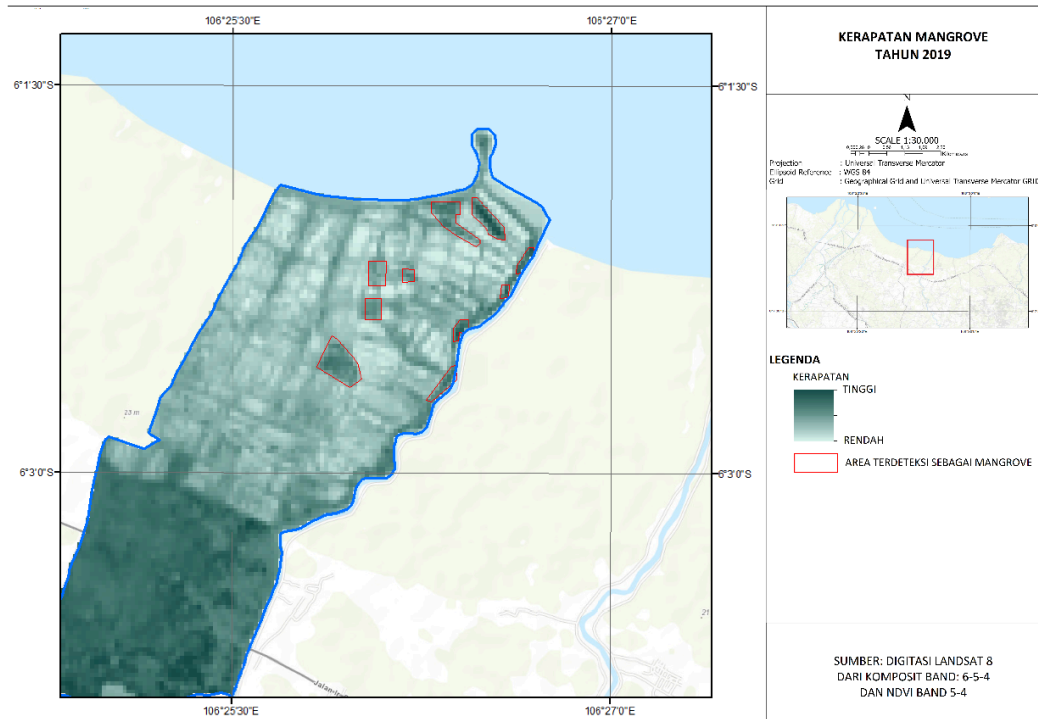 106°25'30"E
106°27'0"E
6°1'30"S
6°1'30"S
23 m
6°3'0"S
6°3'0"S
21
106°25'30"E
106°27'0"E
KERAPATAN MANGROVE
TAHUN 2019
N
SCALE 1:30.000
Kilometers
Projection : Universal Transverse Mercator
Ellipsoid Reference : WGS 84
Grid : Geographical Grid and Universal Transverse Mercator GRID
LEGENDA
KERAPATAN
TINGGI
RENDAH
AREA TERDETEKSI SEBAGAI MANGROVE
SUMBER: DIGITASI LANDSAT 8
DARI KOMPOSIT BAND: 6-5-4
DAN NDVI BAND 5-4